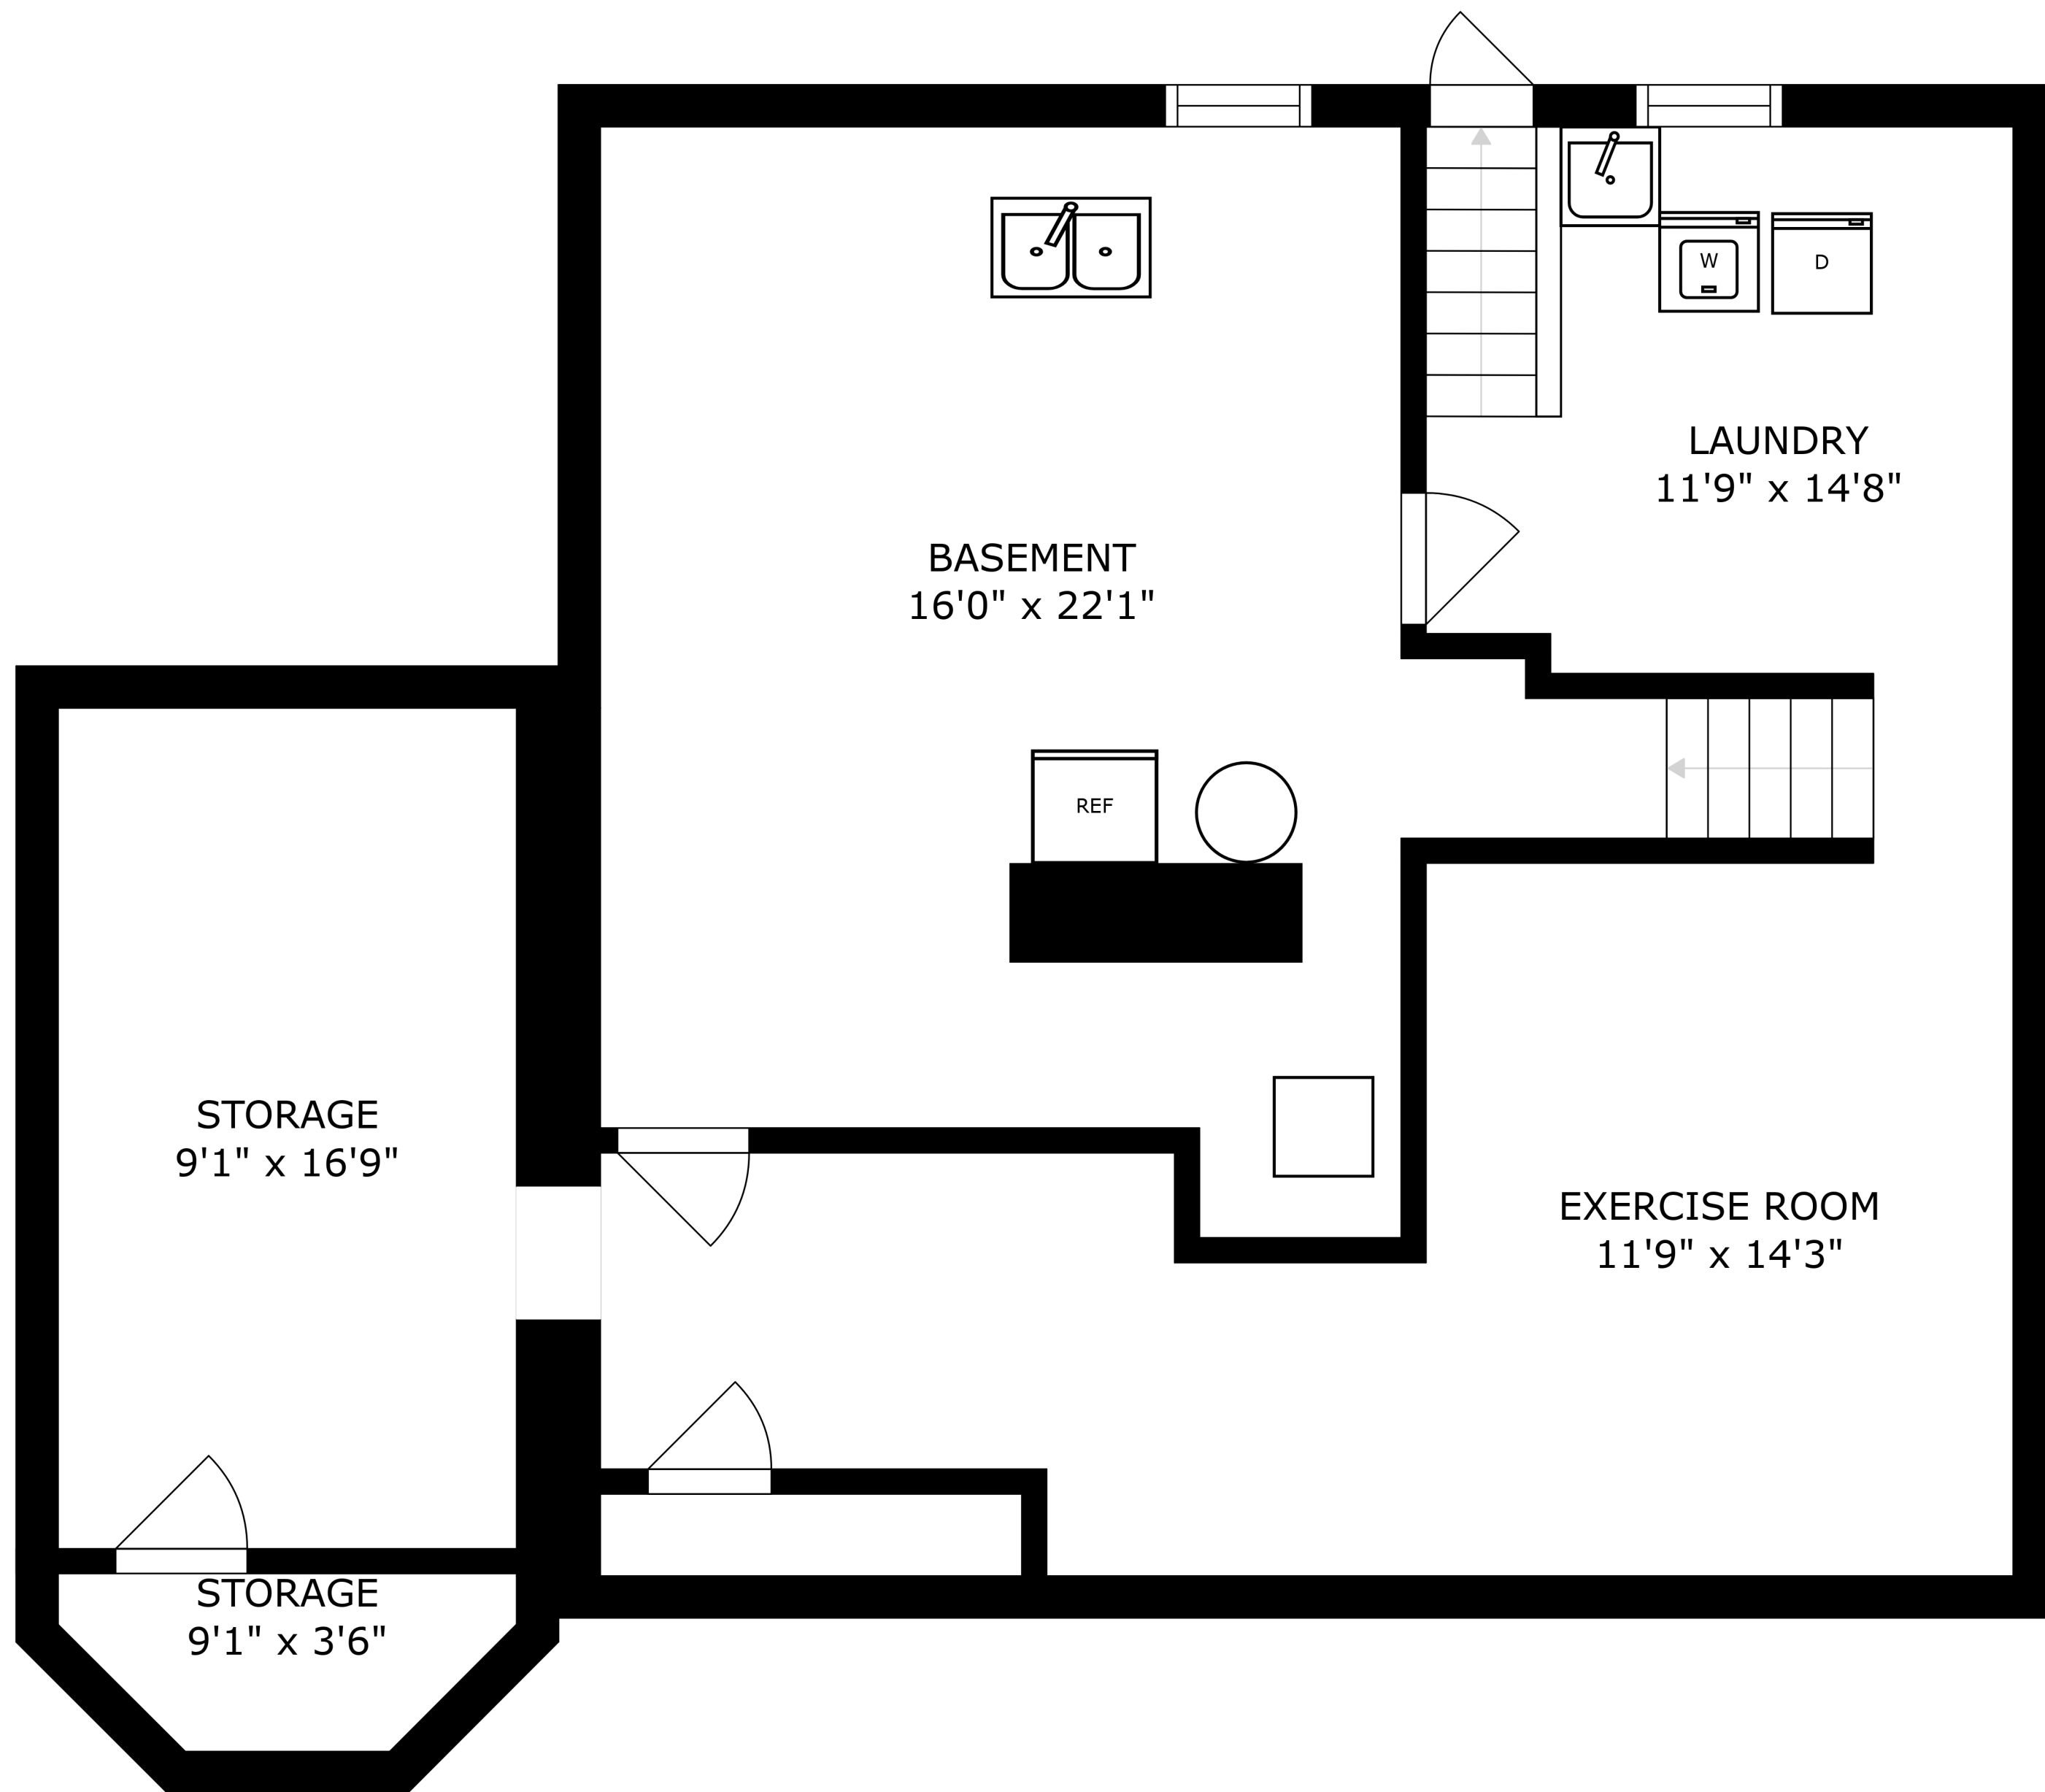 W
D
LAUNDRY
11'9" x 14'8"
BASEMENT
16'0" x 22'1"
REF
STORAGE
9'1" x 16'9"
EXERCISE ROOM
11'9" x 14'3"
STORAGE
9'1" x 3'6"